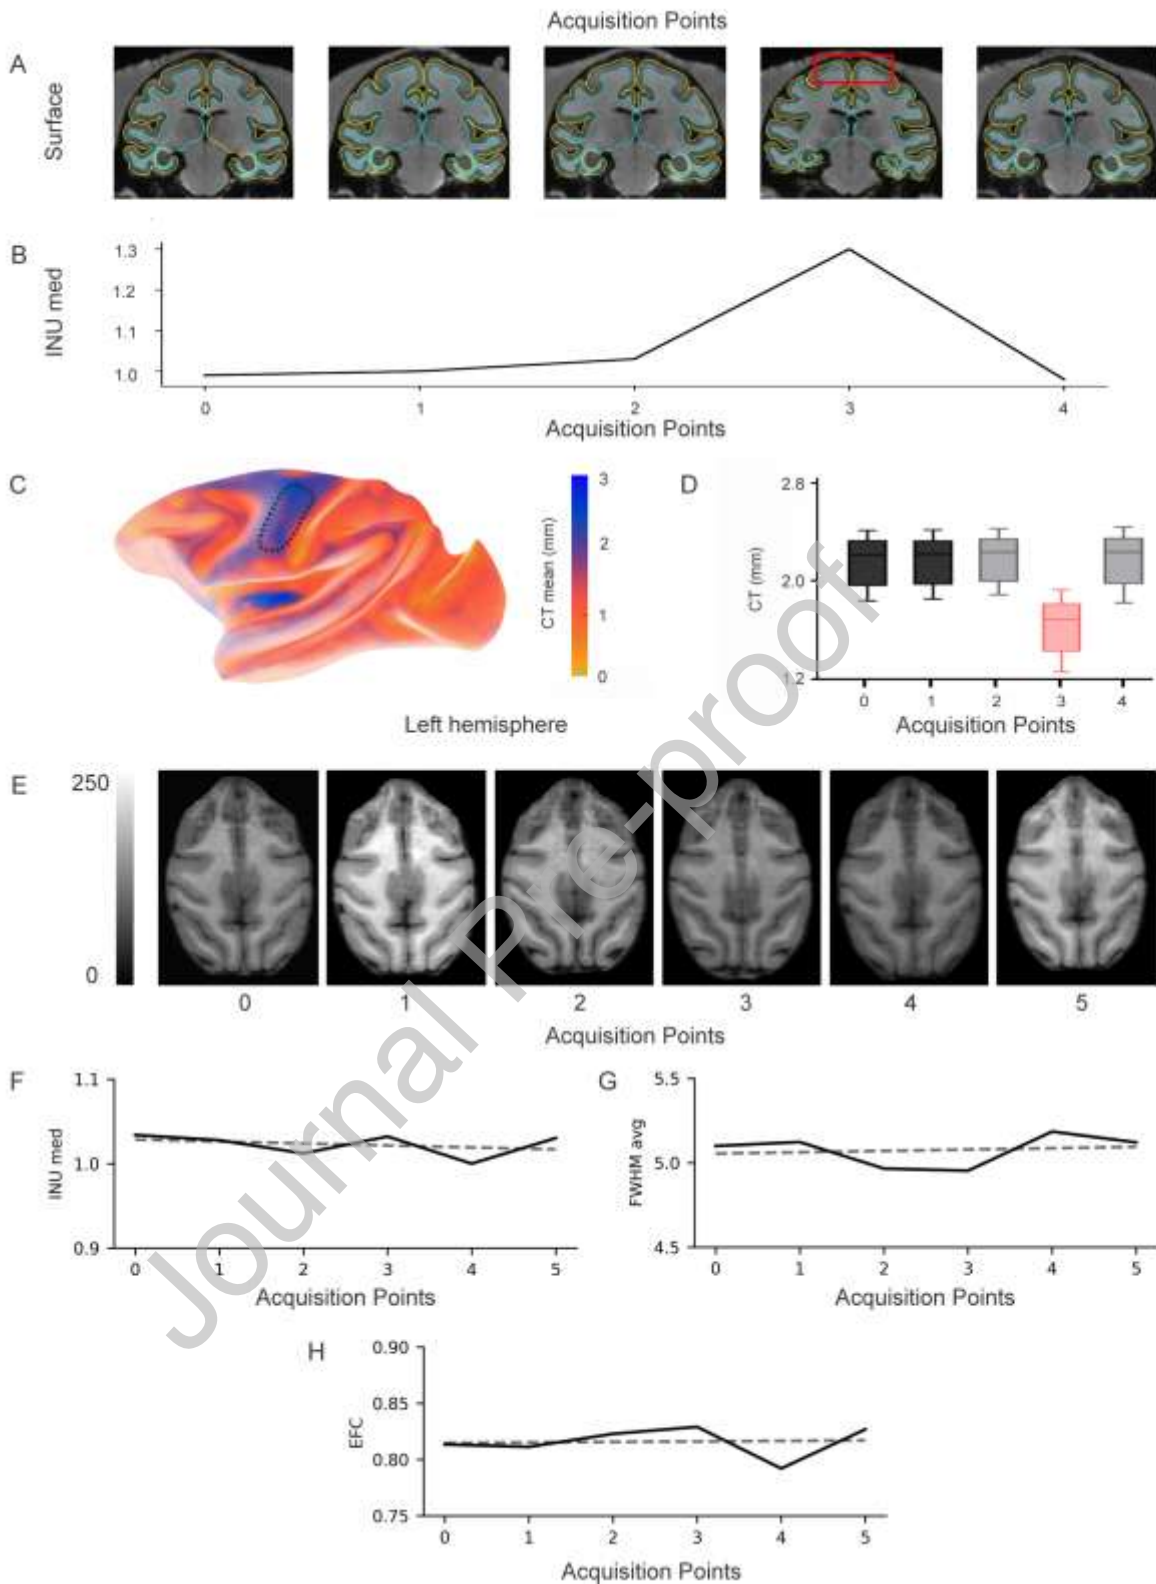 Acquisition Points
A
Surface
B
INU med
1.3
1.2
1.1
1.0
0 1 2 3 4
Acquisition Points
C
CT mean (mm)
3
2
1
0
Left hemisphere
D
CT (mm)
2.8
2.0
1.2
0 1 2 3 4
Acquisition Points
E
250
0
0 1 2 3 4 5
Acquisition Points
F
INU med
1.1
1.0
0.9
0 1 2 3 4 5
Acquisition Points
G
FWHM avg
5.5
5.0
4.5
0 1 2 3 4 5
Acquisition Points
H
EFC
0.90
0.85
0.80
0.75
0 1 2 3 4 5
Acquisition Points
Journal Pre-proof